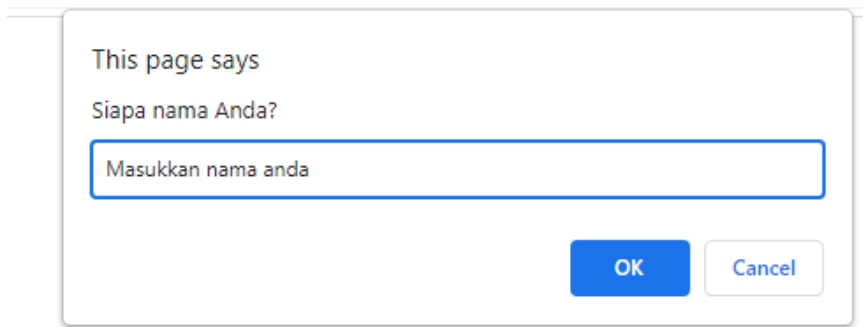 This page says
Siapa nama Anda?
Masukkan nama anda
OK Cancel